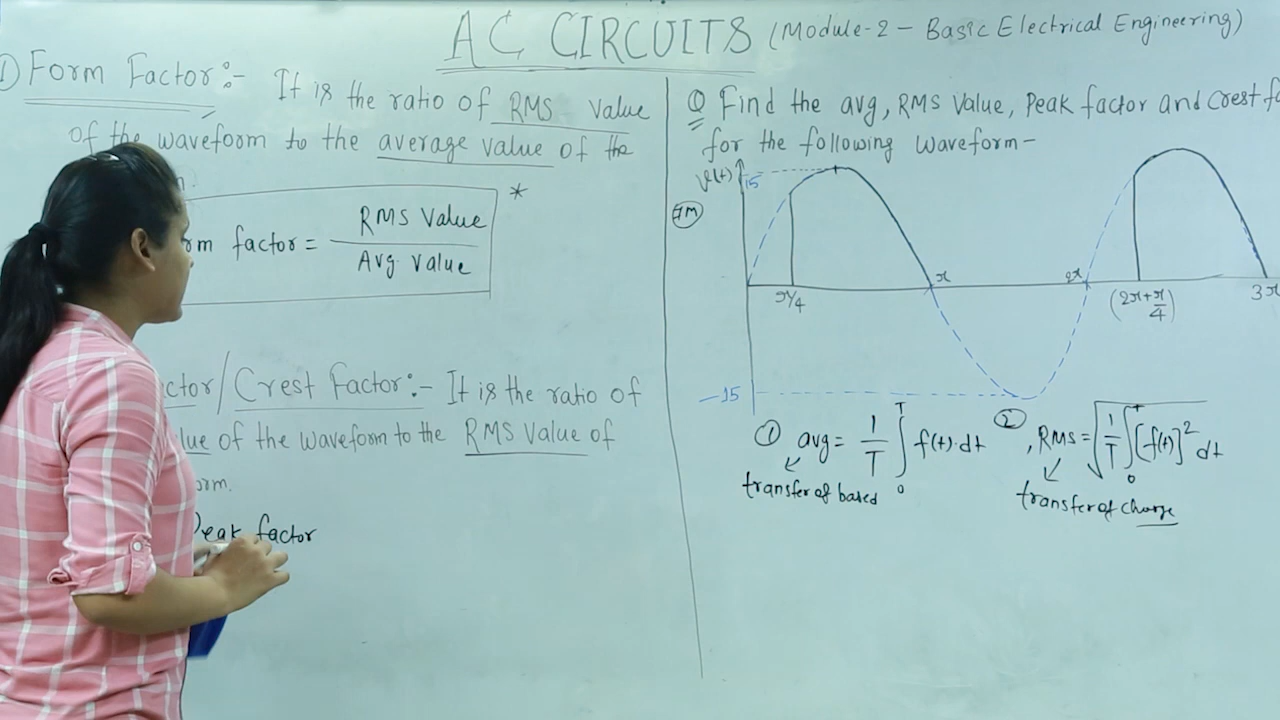 AC CIRCUITS (Module-2 – Basic Electrical Engineering)
① Form Factor:- It is the ratio of RMS value
of the waveform to the average value of the
factor = RMS Value / Avg. Value *
/Crest Factor:- It is the ratio of
of the waveform to the RMS Value of
Peak factor
Q Find the avg, RMS Value, Peak factor and Crest
for the following waveform –
v(t) 15
7M
π/4 π 2π (2π+π/4) 3π
–15
① avg = 1/T ∫₀ᵀ f(t)·dt ② , RMS = √(1/T ∫₀ᵀ [f(t)]² dt)
transfer of based transfer of charge